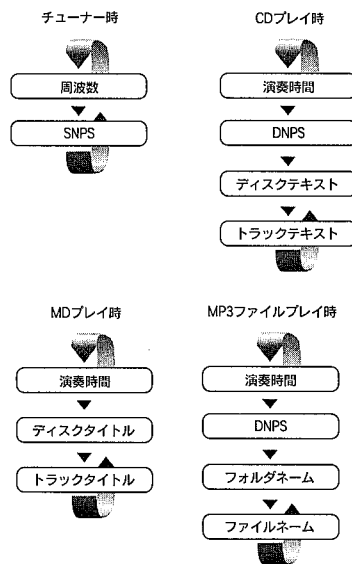 チューナー時
周波数
SNPS
CDプレイ時
演奏時間
DNPS
ディスクテキスト
トラックテキスト
MDプレイ時
演奏時間
ディスクタイトル
トラックタイトル
MP3ファイルプレイ時
演奏時間
DNPS
フォルダネーム
ファイルネーム